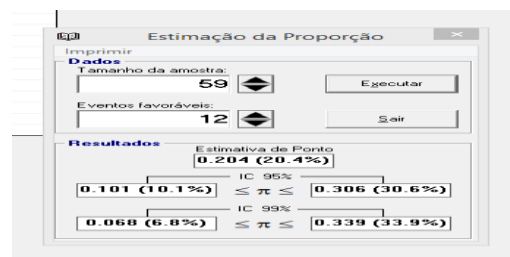 Estimação da Proporção
Imprimir
Dados
Tamanho da amostra:
59
Executar
Eventos favoráveis:
12
Sair
Resultados
Estimativa de Ponto
0.204 (20.4%)
IC 95%
0.101 (10.1%) ≤ π ≤ 0.306 (30.6%)
IC 99%
0.068 (6.8%) ≤ π ≤ 0.339 (33.9%)